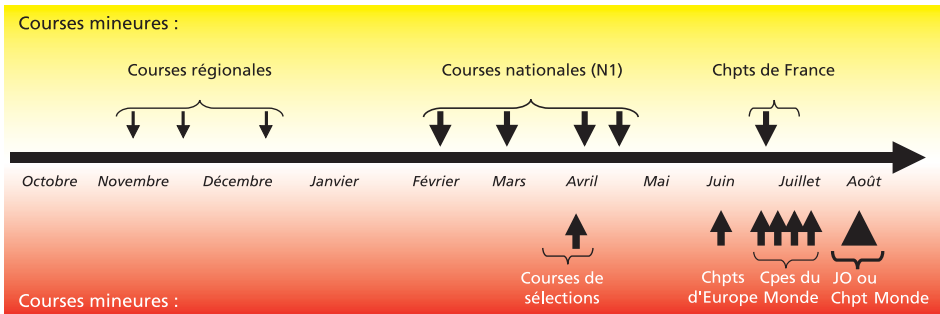 Courses mineures :
Courses régionales
Courses nationales (N1)
Chpts de France
Octobre
Novembre
Décembre
Janvier
Février
Mars
Avril
Mai
Juin
Juillet
Août
Courses de
sélections
Chpts
d'Europe
Cpes du
Monde
JO ou
Chpt Monde
Courses mineures :